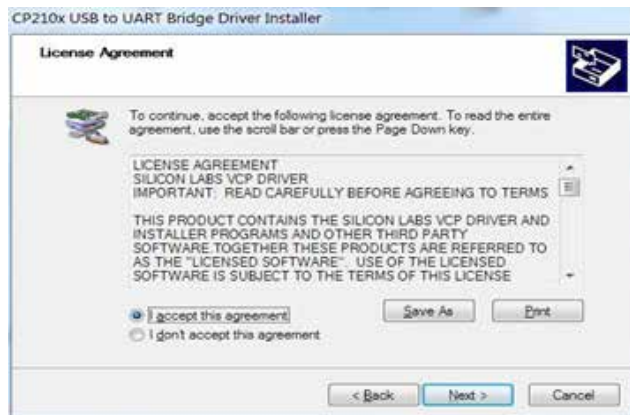 CP210x USB to UART Bridge Driver Installer
License Agreement
To continue, accept the following license agreement. To read the entire
agreement, use the scroll bar or press the Page Down key.
LICENSE AGREEMENT
SILICON LABS VCP DRIVER
IMPORTANT: READ CAREFULLY BEFORE AGREEING TO TERMS
THIS PRODUCT CONTAINS THE SILICON LABS VCP DRIVER AND
INSTALLER PROGRAMS AND OTHER THIRD PARTY
SOFTWARE.TOGETHER THESE PRODUCTS ARE REFERRED TO
AS THE "LICENSED SOFTWARE". USE OF THE LICENSED
SOFTWARE IS SUBJECT TO THE TERMS OF THIS LICENSE
I accept this agreement
Save As
Print
I don't accept this agreement
< Back
Next >
Cancel